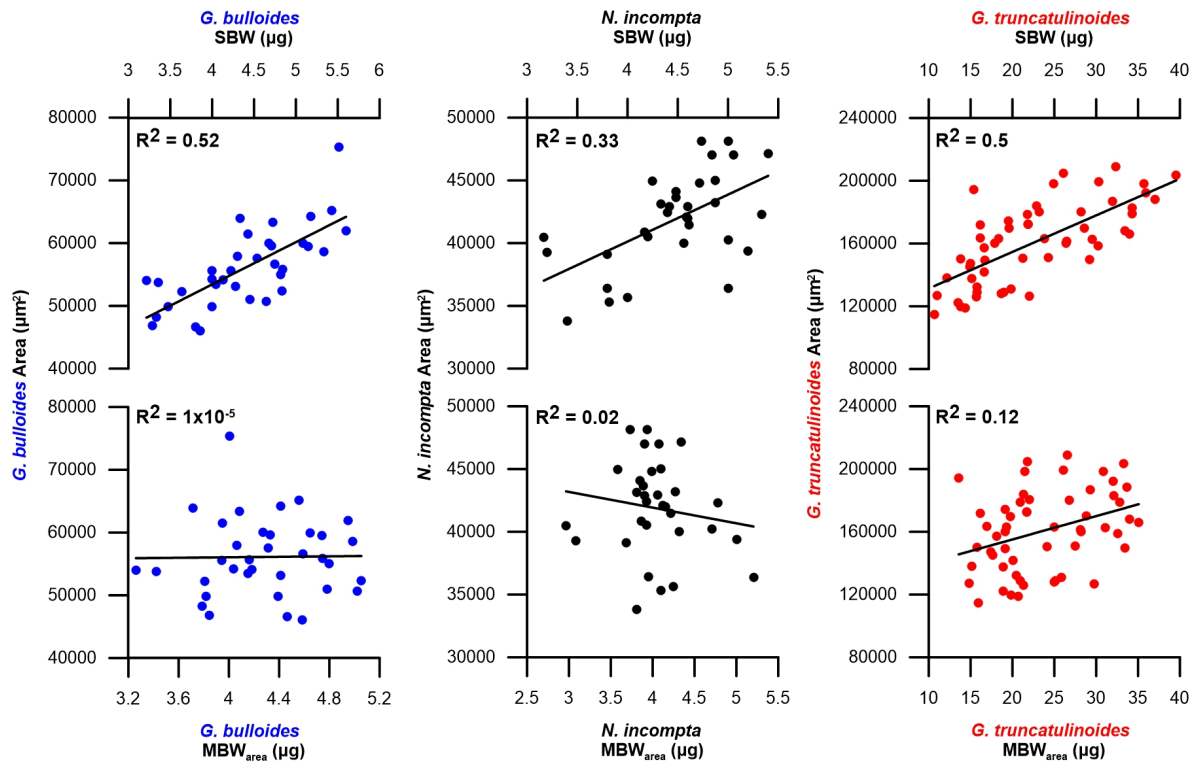 G. bulloides
SBW (µg)
3 3.5 4 4.5 5 5.5 6
80000
70000
60000
50000
40000
R² = 0.52
80000
70000
60000
50000
40000
R² = 1x10⁻⁵
3.2 3.6 4 4.4 4.8 5.2
G. bulloides
MBWarea (µg)
G. bulloides Area (µm²)
N. incompta
SBW (µg)
3 3.5 4 4.5 5 5.5
50000
45000
40000
35000
30000
R² = 0.33
50000
45000
40000
35000
30000
R² = 0.02
2.5 3 3.5 4 4.5 5 5.5
N. incompta
MBWarea (µg)
N. incompta Area (µm²)
G. truncatulinoides
SBW (µg)
10 15 20 25 30 35 40
240000
200000
160000
120000
80000
R² = 0.5
240000
200000
160000
120000
80000
R² = 0.12
10 15 20 25 30 35 40
G. truncatulinoides
MBWarea (µg)
G. truncatulinoides Area (µm²)